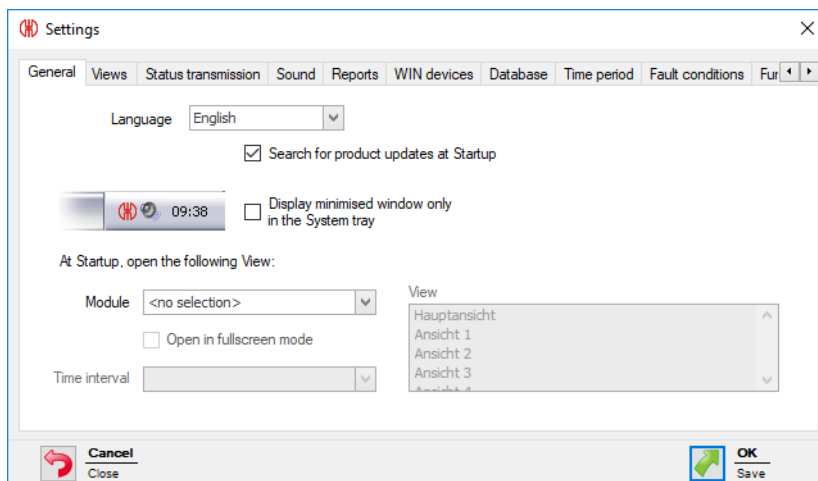 Settings
General Views Status transmission Sound Reports WIN devices Database Time period Fault conditions Fur
Language English
Search for product updates at Startup
09:38
Display minimised window only
in the System tray
At Startup, open the following View:
Module <no selection>
View
Hauptansicht
Ansicht 1
Ansicht 2
Ansicht 3
Open in fullscreen mode
Time interval
Cancel
Close
OK
Save